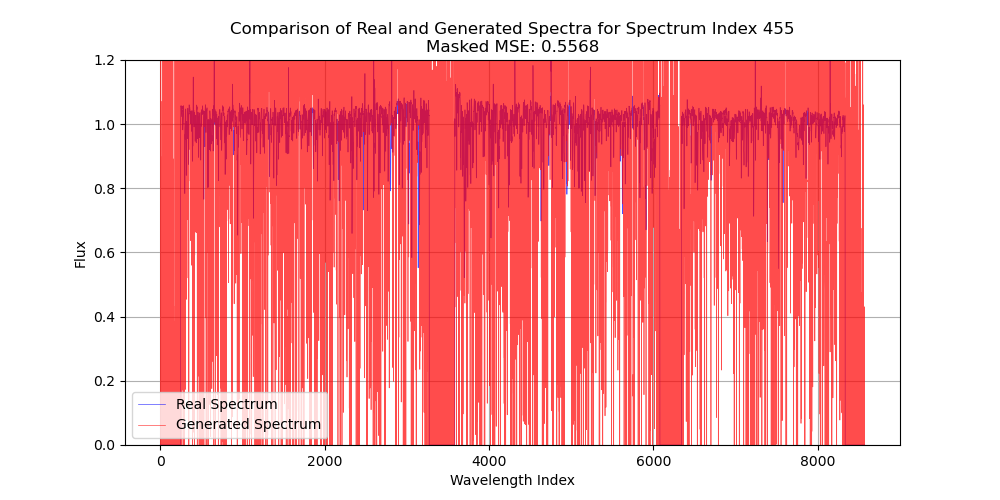 Comparison of Real and Generated Spectra for Spectrum Index 455
Masked MSE: 0.5568
1.2
1.0
0.8
0.6
0.4
0.2
0.0
Flux
Real Spectrum
Generated Spectrum
0 2000 4000 6000 8000
Wavelength Index